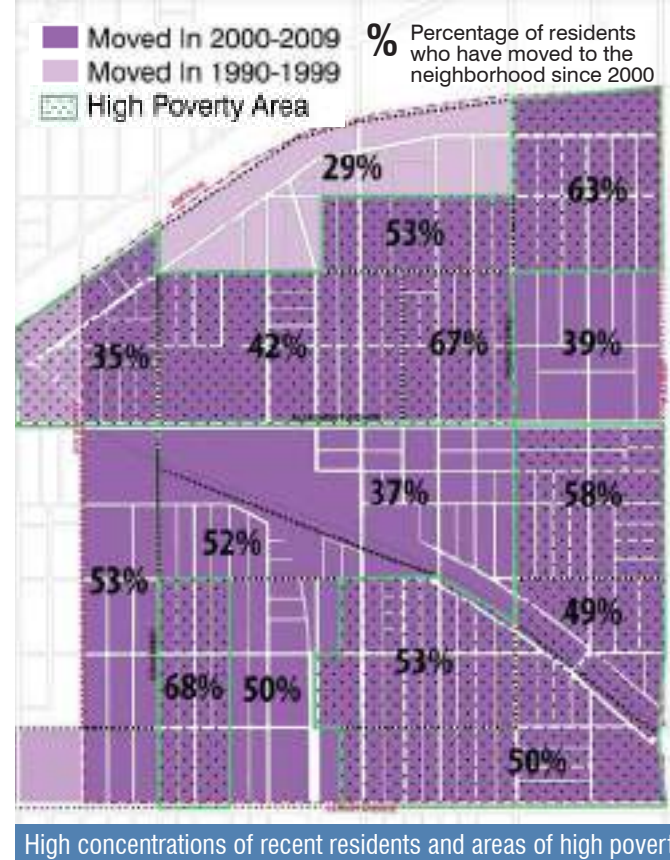 Moved In 2000-2009
Moved In 1990-1999
High Poverty Area
% Percentage of residents
who have moved to the
neighborhood since 2000
29%
63%
53%
35%
42%
67%
39%
37%
58%
52%
53%
49%
53%
68%
50%
50%
High concentrations of recent residents and areas of high pover